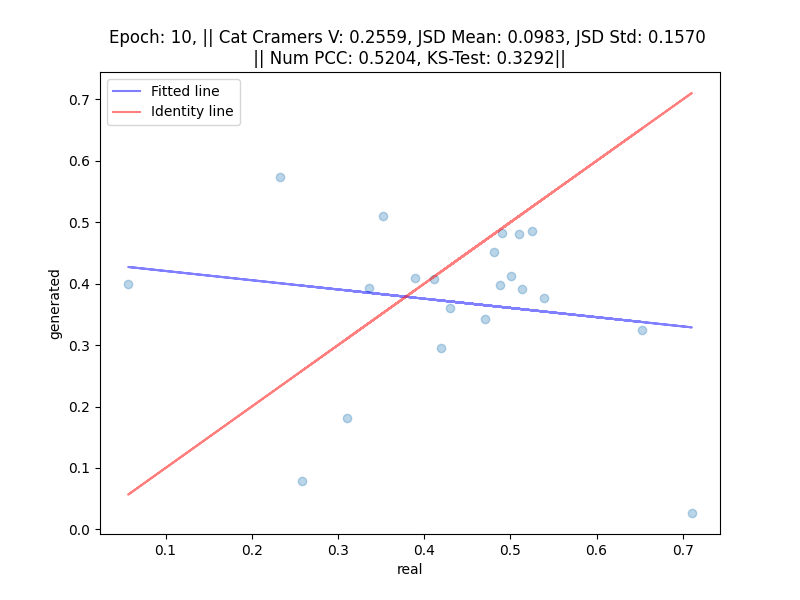 Epoch: 10, || Cat Cramers V: 0.2559, JSD Mean: 0.0983, JSD Std: 0.1570
|| Num PCC: 0.5204, KS-Test: 0.3292||
Fitted line
Identity line
0.7
0.6
0.5
0.4
0.3
0.2
0.1
0.0
generated
0.1 0.2 0.3 0.4 0.5 0.6 0.7
real